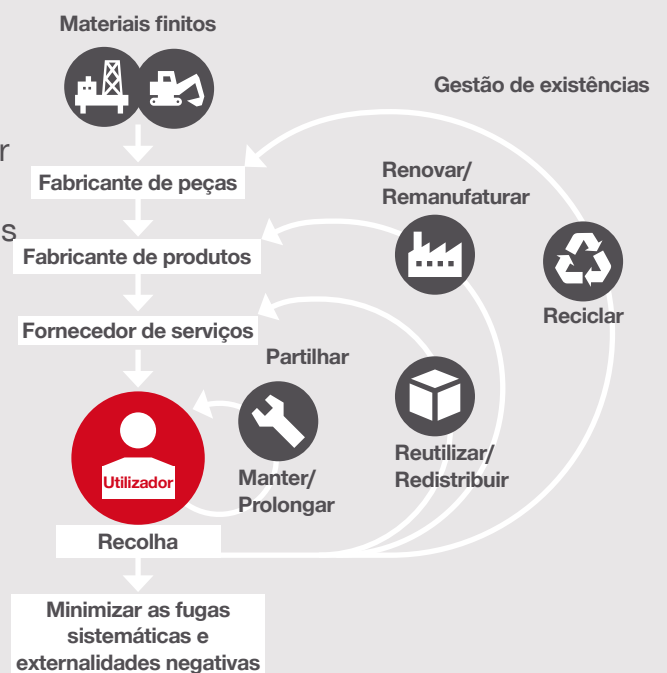 Materiais finitos
Gestão de existências
r
Fabricante de peças
Renovar/
Remanufaturar
s
Fabricante de produtos
Reciclar
Fornecedor de serviços
Partilhar
Utilizador
Manter/
Prolongar
Reutilizar/
Redistribuir
Recolha
Minimizar as fugas
sistemáticas e
externalidades negativas